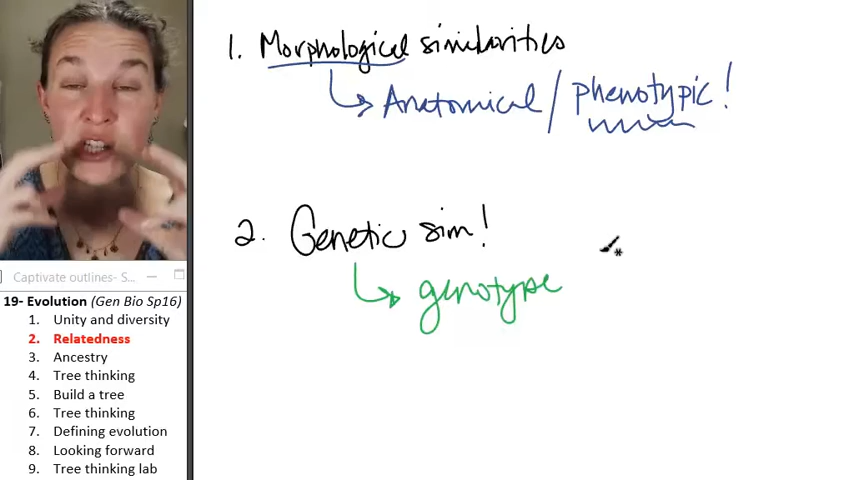 1. Morphological similarities
↳ Anatomical / phenotypic!
2. Genetic sim!
↳ genotype
Captivate outlines- S...
19- Evolution (Gen Bio Sp16)
1. Unity and diversity
2. Relatedness
3. Ancestry
4. Tree thinking
5. Build a tree
6. Tree thinking
7. Defining evolution
8. Looking forward
9. Tree thinking lab